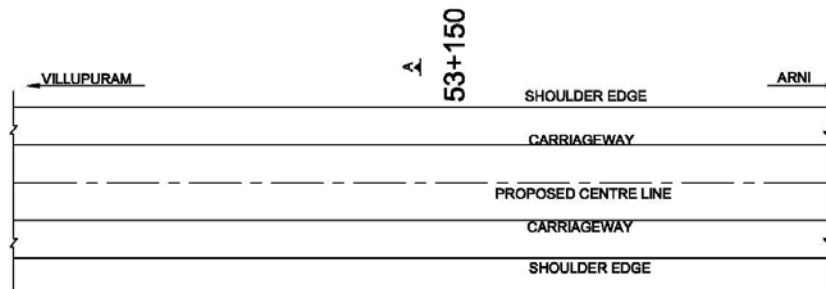 53+150
A
VILLUPURAM
ARNI
SHOULDER EDGE
CARRIAGEWAY
PROPOSED CENTRE LINE
CARRIAGEWAY
SHOULDER EDGE